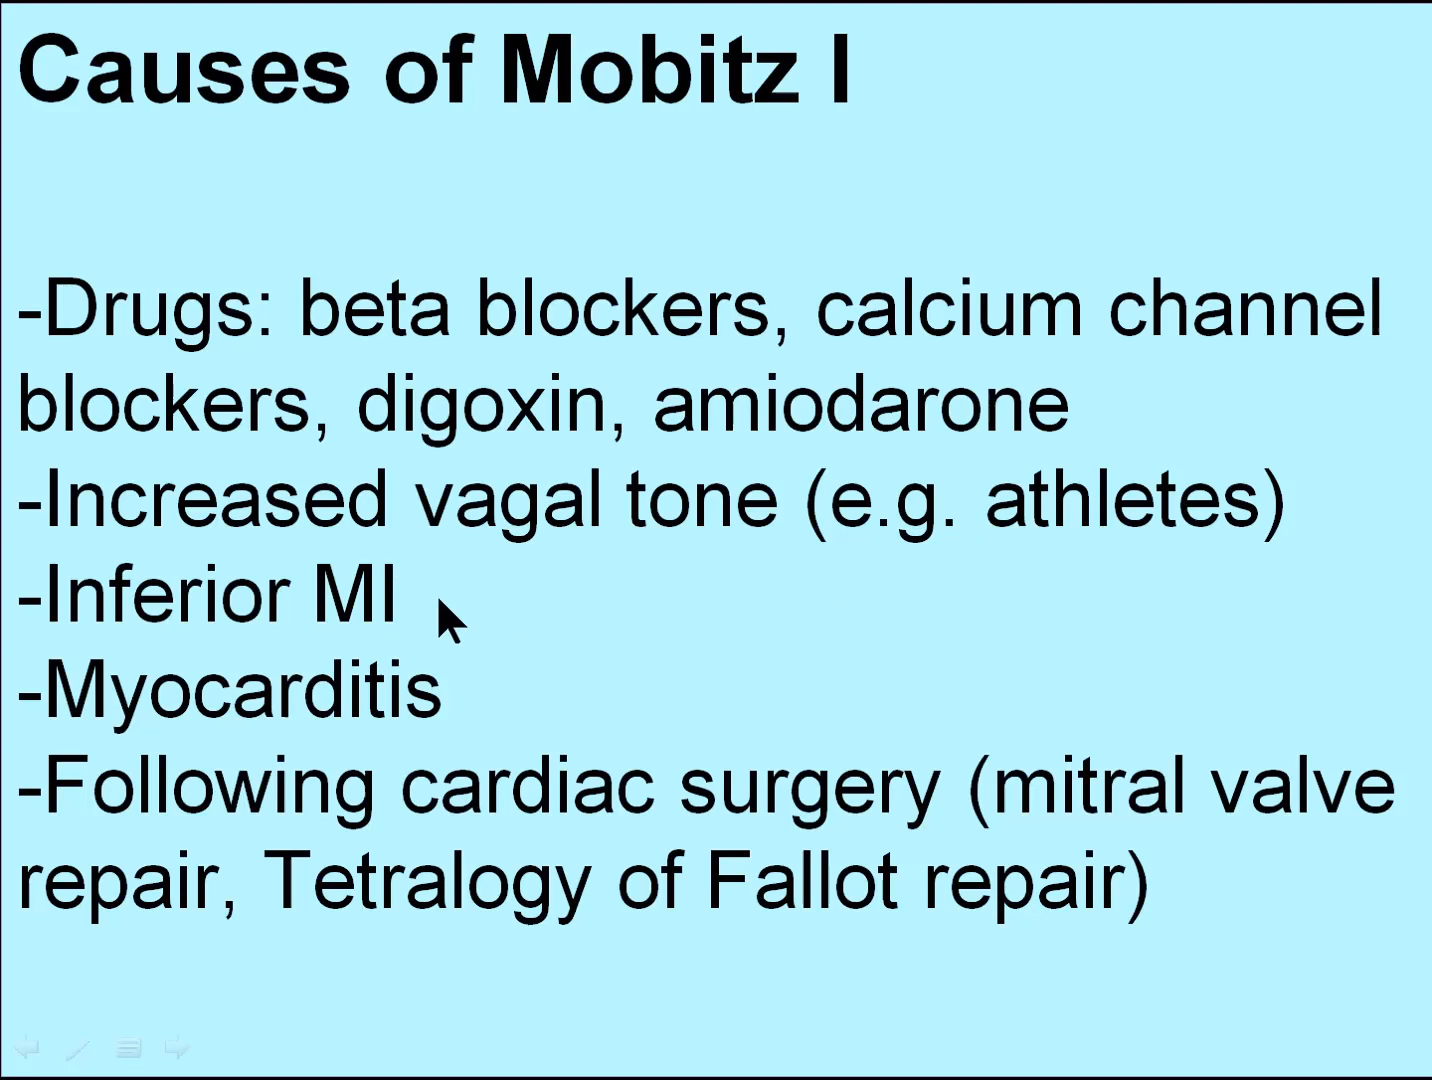 Causes of Mobitz I
-Drugs: beta blockers, calcium channel
blockers, digoxin, amiodarone
-Increased vagal tone (e.g. athletes)
-Inferior MI
-Myocarditis
-Following cardiac surgery (mitral valve
repair, Tetralogy of Fallot repair)